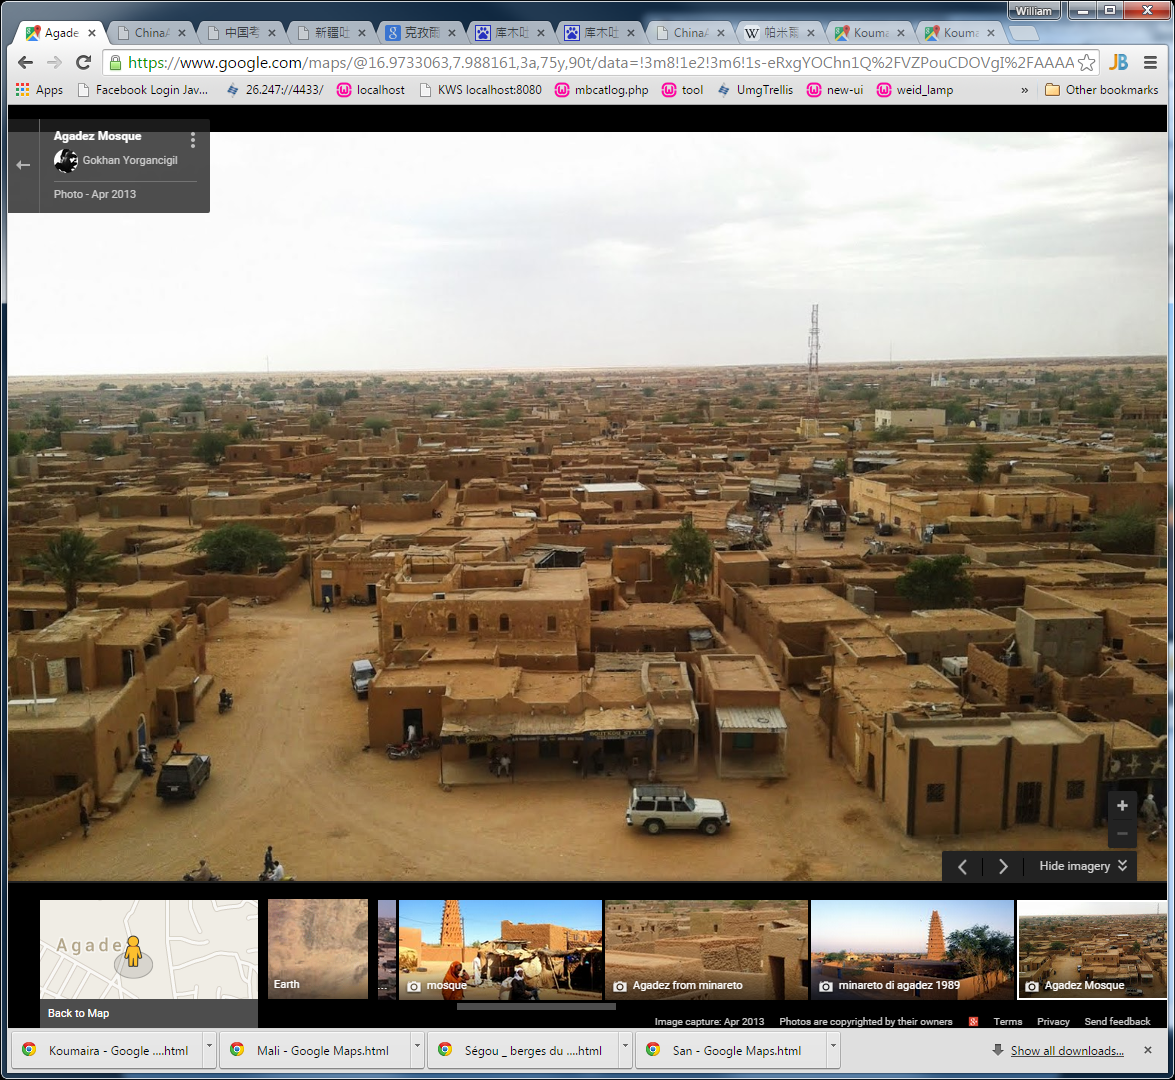 William
Agade
ChinaA
中国考
新疆吐
克孜爾
库木吐
库木吐
ChinaA
帕米爾
Kouma
Kouma
https://www.google.com/maps/@16.9733063,7.988161,3a,75y,90t/data=!3m8!1e2!3m6!1s-eRxgYOChn1Q%2FVZPouCDOVgI%2FAAAA
JB
Apps
Facebook Login Jav...
26.247://4433/
localhost
KWS localhost:8080
mbcatlog.php
tool
UmgTrellis
new-ui
weid_lamp
»
Other bookmarks
Agadez Mosque
Gokhan Yorgancigil
Photo - Apr 2013
Hide imagery
Agade
Back to Map
Earth
...
mosque
Agadez from minareto
minareto di agadez 1989
Agadez Mosque
Image capture: Apr 2013
Photos are copyrighted by their owners
Terms
Privacy
Send feedback
Koumaira - Google ....html
Mali - Google Maps.html
Ségou _ berges du ....html
San - Google Maps.html
Show all downloads...